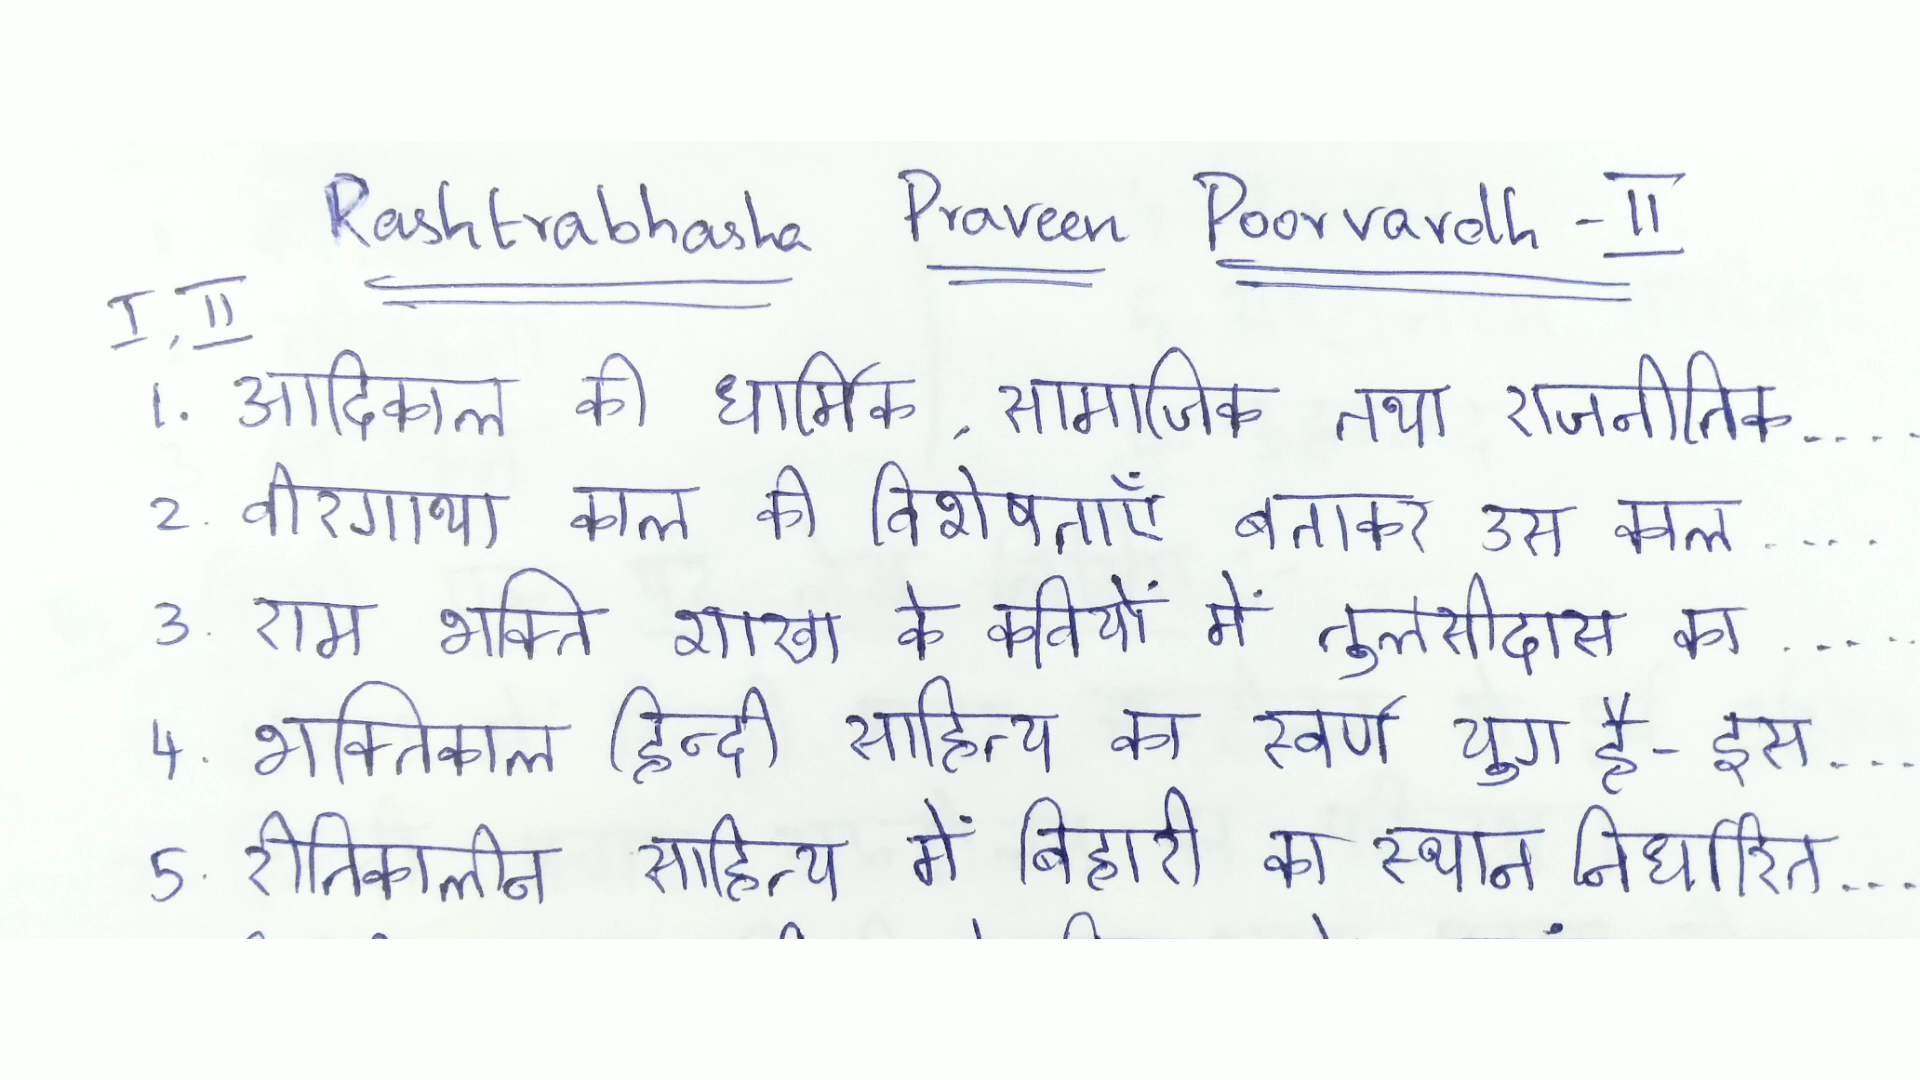 Rashtrabhasha Praveen Poorvardh - II
I, II
1. आदिकाल की धार्मिक, सामाजिक तथा राजनीतिक....
2. वीरगाथा काल की विशेषताएँ बताकर उस काल ....
3. राम भक्ति शाखा के कवियों में तुलसीदास का .....
4. भक्तिकाल हिन्दी साहित्य का स्वर्ण युग है - इस....
5. रीतिकालीन साहित्य में बिहारी का स्थान निर्धारित....